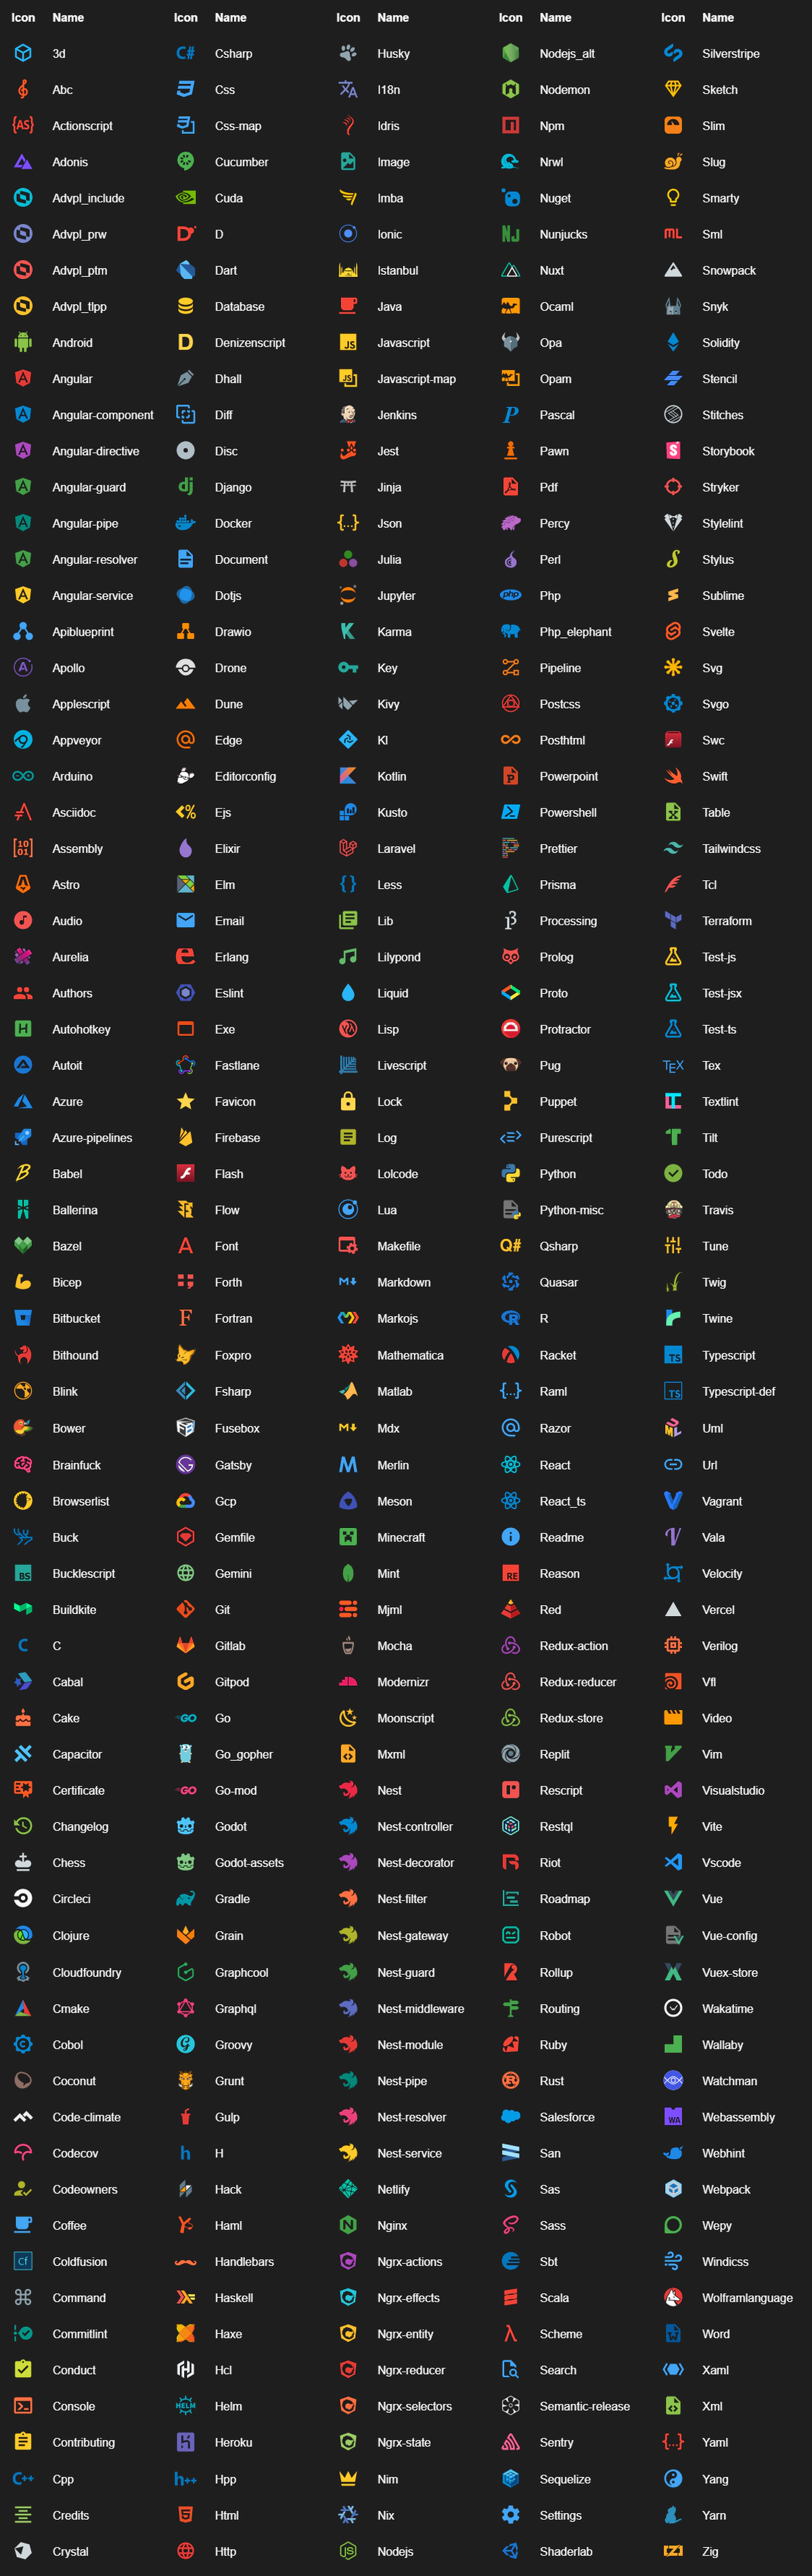 Icon Name Icon Name Icon Name Icon Name Icon Name
3d Csharp Husky Nodejs_alt Silverstripe
Abc Css I18n Nodemon Sketch
Actionscript Css-map Idris Npm Slim
Adonis Cucumber Image Nrwl Slug
Advpl_include Cuda Imba Nuget Smarty
Advpl_prw D Ionic Nunjucks Sml
Advpl_ptm Dart Istanbul Nuxt Snowpack
Advpl_tlpp Database Java Ocaml Snyk
Android Denizenscript Javascript Opa Solidity
Angular Dhall Javascript-map Opam Stencil
Angular-component Diff Jenkins Pascal Stitches
Angular-directive Disc Jest Pawn Storybook
Angular-guard Django Jinja Pdf Stryker
Angular-pipe Docker Json Percy Stylelint
Angular-resolver Document Julia Perl Stylus
Angular-service Dotjs Jupyter Php Sublime
Apiblueprint Drawio Karma Php_elephant Svelte
Apollo Drone Key Pipeline Svg
Applescript Dune Kivy Postcss Svgo
Appveyor Edge Kl Posthtml Swc
Arduino Editorconfig Kotlin Powerpoint Swift
Asciidoc Ejs Kusto Powershell Table
Assembly Elixir Laravel Prettier Tailwindcss
Astro Elm Less Prisma Tcl
Audio Email Lib Processing Terraform
Aurelia Erlang Lilypond Prolog Test-js
Authors Eslint Liquid Proto Test-jsx
Autohotkey Exe Lisp Protractor Test-ts
Autoit Fastlane Livescript Pug Tex
Azure Favicon Lock Puppet Textlint
Azure-pipelines Firebase Log Purescript Tilt
Babel Flash Lolcode Python Todo
Ballerina Flow Lua Python-misc Travis
Bazel Font Makefile Qsharp Tune
Bicep Forth Markdown Quasar Twig
Bitbucket Fortran Markojs R Twine
Bithound Foxpro Mathematica Racket Typescript
Blink Fsharp Matlab Raml Typescript-def
Bower Fusebox Mdx Razor Uml
Brainfuck Gatsby Merlin React Url
Browserlist Gcp Meson React_ts Vagrant
Buck Gemfile Minecraft Readme Vala
Bucklescript Gemini Mint Reason Velocity
Buildkite Git Mjml Red Vercel
C Gitlab Mocha Redux-action Verilog
Cabal Gitpod Modernizr Redux-reducer Vfl
Cake Go Moonscript Redux-store Video
Capacitor Go_gopher Mxml Replit Vim
Certificate Go-mod Nest Rescript Visualstudio
Changelog Godot Nest-controller Restql Vite
Chess Godot-assets Nest-decorator Riot Vscode
Circleci Gradle Nest-filter Roadmap Vue
Clojure Grain Nest-gateway Robot Vue-config
Cloudfoundry Graphcool Nest-guard Rollup Vuex-store
Cmake Graphql Nest-middleware Routing Wakatime
Cobol Groovy Nest-module Ruby Wallaby
Coconut Grunt Nest-pipe Rust Watchman
Code-climate Gulp Nest-resolver Salesforce Webassembly
Codecov H Nest-service San Webhint
Codeowners Hack Netlify Sas Webpack
Coffee Haml Nginx Sass Wepy
Coldfusion Handlebars Ngrx-actions Sbt Windicss
Command Haskell Ngrx-effects Scala Wolframlanguage
Commitlint Haxe Ngrx-entity Scheme Word
Conduct Hcl Ngrx-reducer Search Xaml
Console Helm Ngrx-selectors Semantic-release Xml
Contributing Heroku Ngrx-state Sentry Yaml
Cpp Hpp Nim Sequelize Yang
Credits Html Nix Settings Yarn
Crystal Http Nodejs Shaderlab Zig